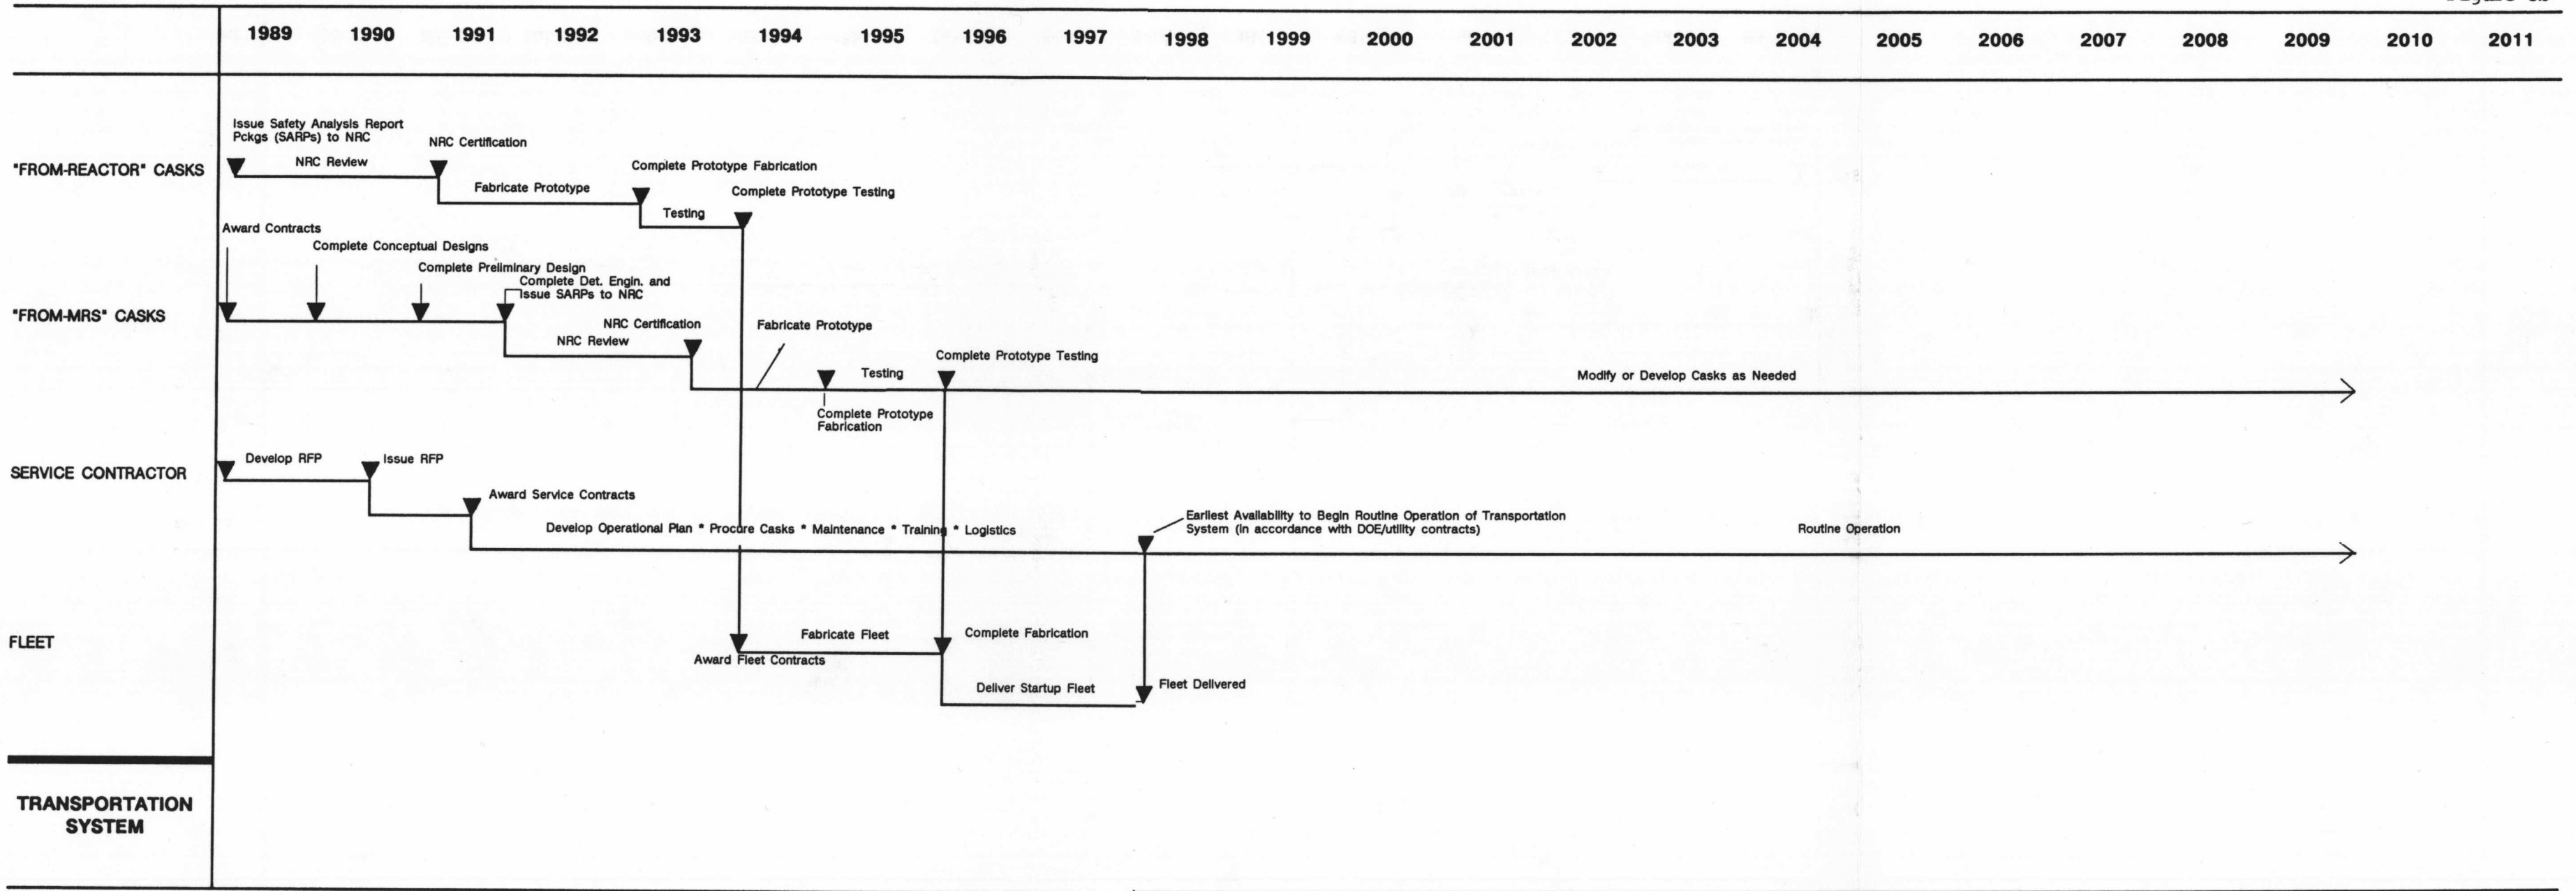 1989 1990 1991 1992 1993 1994 1995 1996 1997 1998 1999 2000 2001 2002 2003 2004 2005 2006 2007 2008 2009 2010 2011
"FROM-REACTOR" CASKS
Issue Safety Analysis Report
Pckgs (SARPs) to NRC
NRC Review
NRC Certification
Fabricate Prototype
Complete Prototype Fabrication
Testing
Complete Prototype Testing
"FROM-MRS" CASKS
Award Contracts
Complete Conceptual Designs
Complete Preliminary Design
Complete Det. Engin. and
Issue SARPs to NRC
NRC Review
NRC Certification
Fabricate Prototype
Complete Prototype
Fabrication
Testing
Complete Prototype Testing
Modify or Develop Casks as Needed
SERVICE CONTRACTOR
Develop RFP
Issue RFP
Award Service Contracts
Develop Operational Plan * Procure Casks * Maintenance * Training * Logistics
Earliest Availability to Begin Routine Operation of Transportation
System (in accordance with DOE/utility contracts)
Routine Operation
FLEET
Award Fleet Contracts
Fabricate Fleet
Complete Fabrication
Deliver Startup Fleet
Fleet Delivered
TRANSPORTATION
SYSTEM